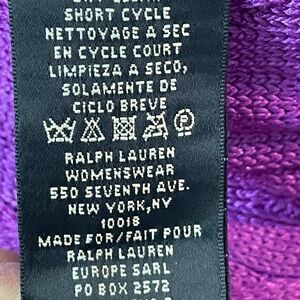 SHORT CYCLE
NETTOYAGE A SEC
EN CYCLE COURT
LIMPIEZA A SECO,
SOLAMENTE DE
CICLO BREVE
P
RALPH LAUREN
WOMENSWEAR
550 SEVENTH AVE.
NEW YORK,NY
10018
MADE FOR/FAIT POUR
RALPH LAUREN
EUROPE SARL
PO BOX 2572